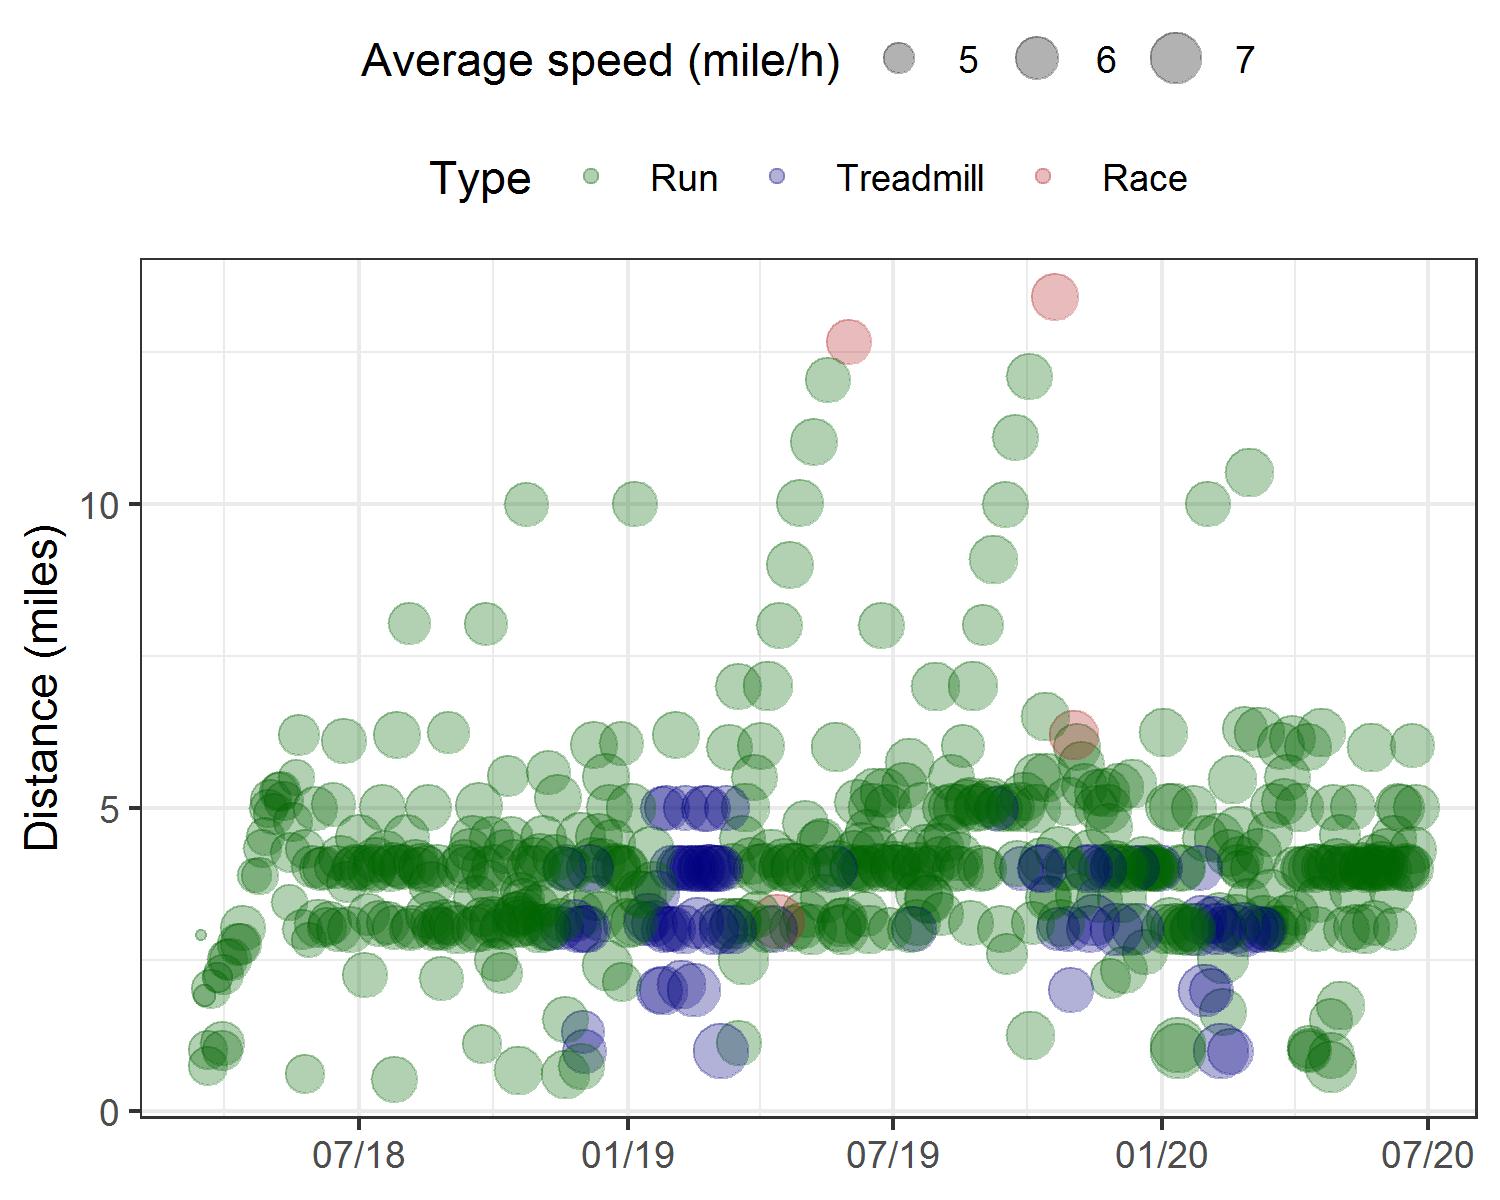 Average speed (mile/h) 5 6 7
Type Run Treadmill Race
Distance (miles)
10
5
0
07/18 01/19 07/19 01/20 07/20